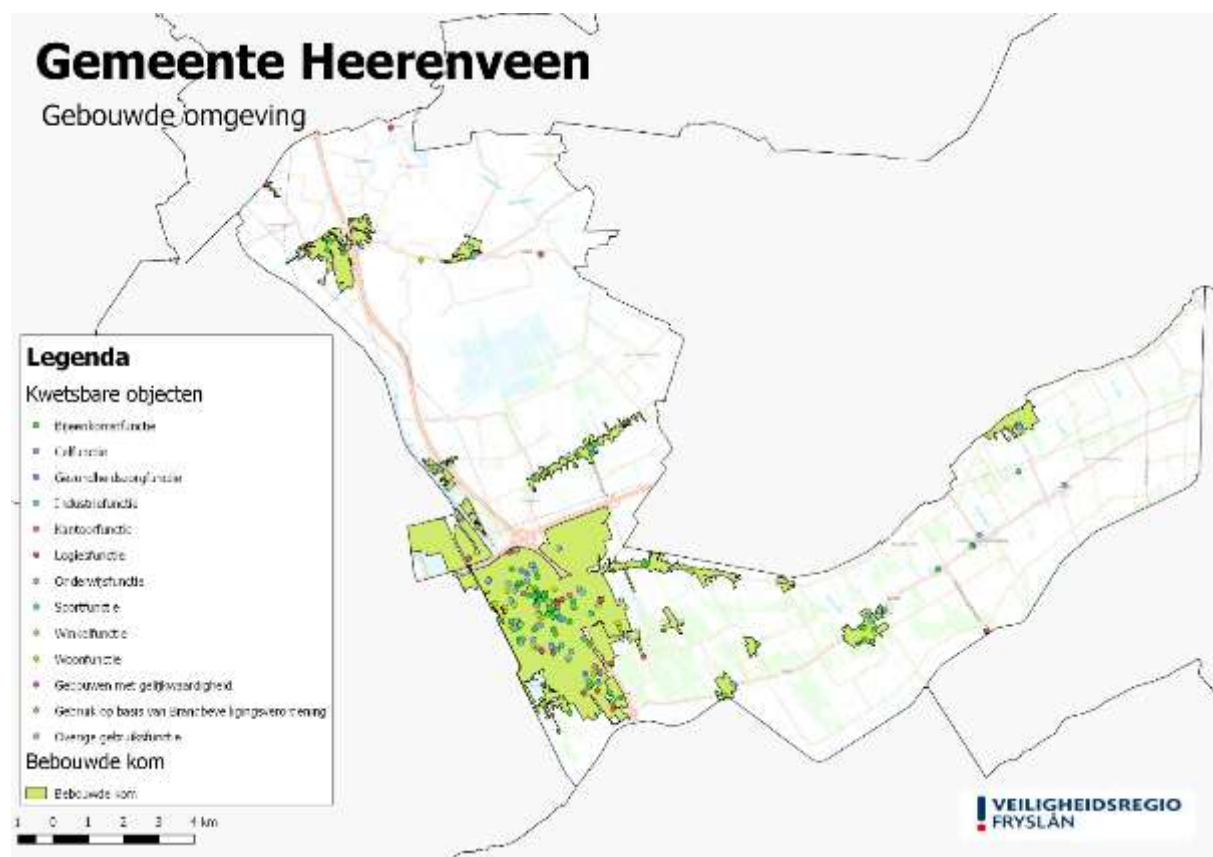 Gemeente Heerenveen
Gebouwde omgeving
Legenda
Kwetsbare objecten
Bijeenkomstfunctie
Celfunctie
Gezondheidszorgfunctie
Industriefunctie
Kantoorfunctie
Logiesfunctie
Onderwijsfunctie
Sportfunctie
Winkelfunctie
Woonfunctie
Gebouwen met gelijkwaardigheid
Gebruik op basis van Brandbeveiligingsverordening
Overige gebruiksfunctie
Bebouwde kom
Bebouwde kom
1 0 1 2 3 4 km
VEILIGHEIDSREGIO
FRYSLÂN